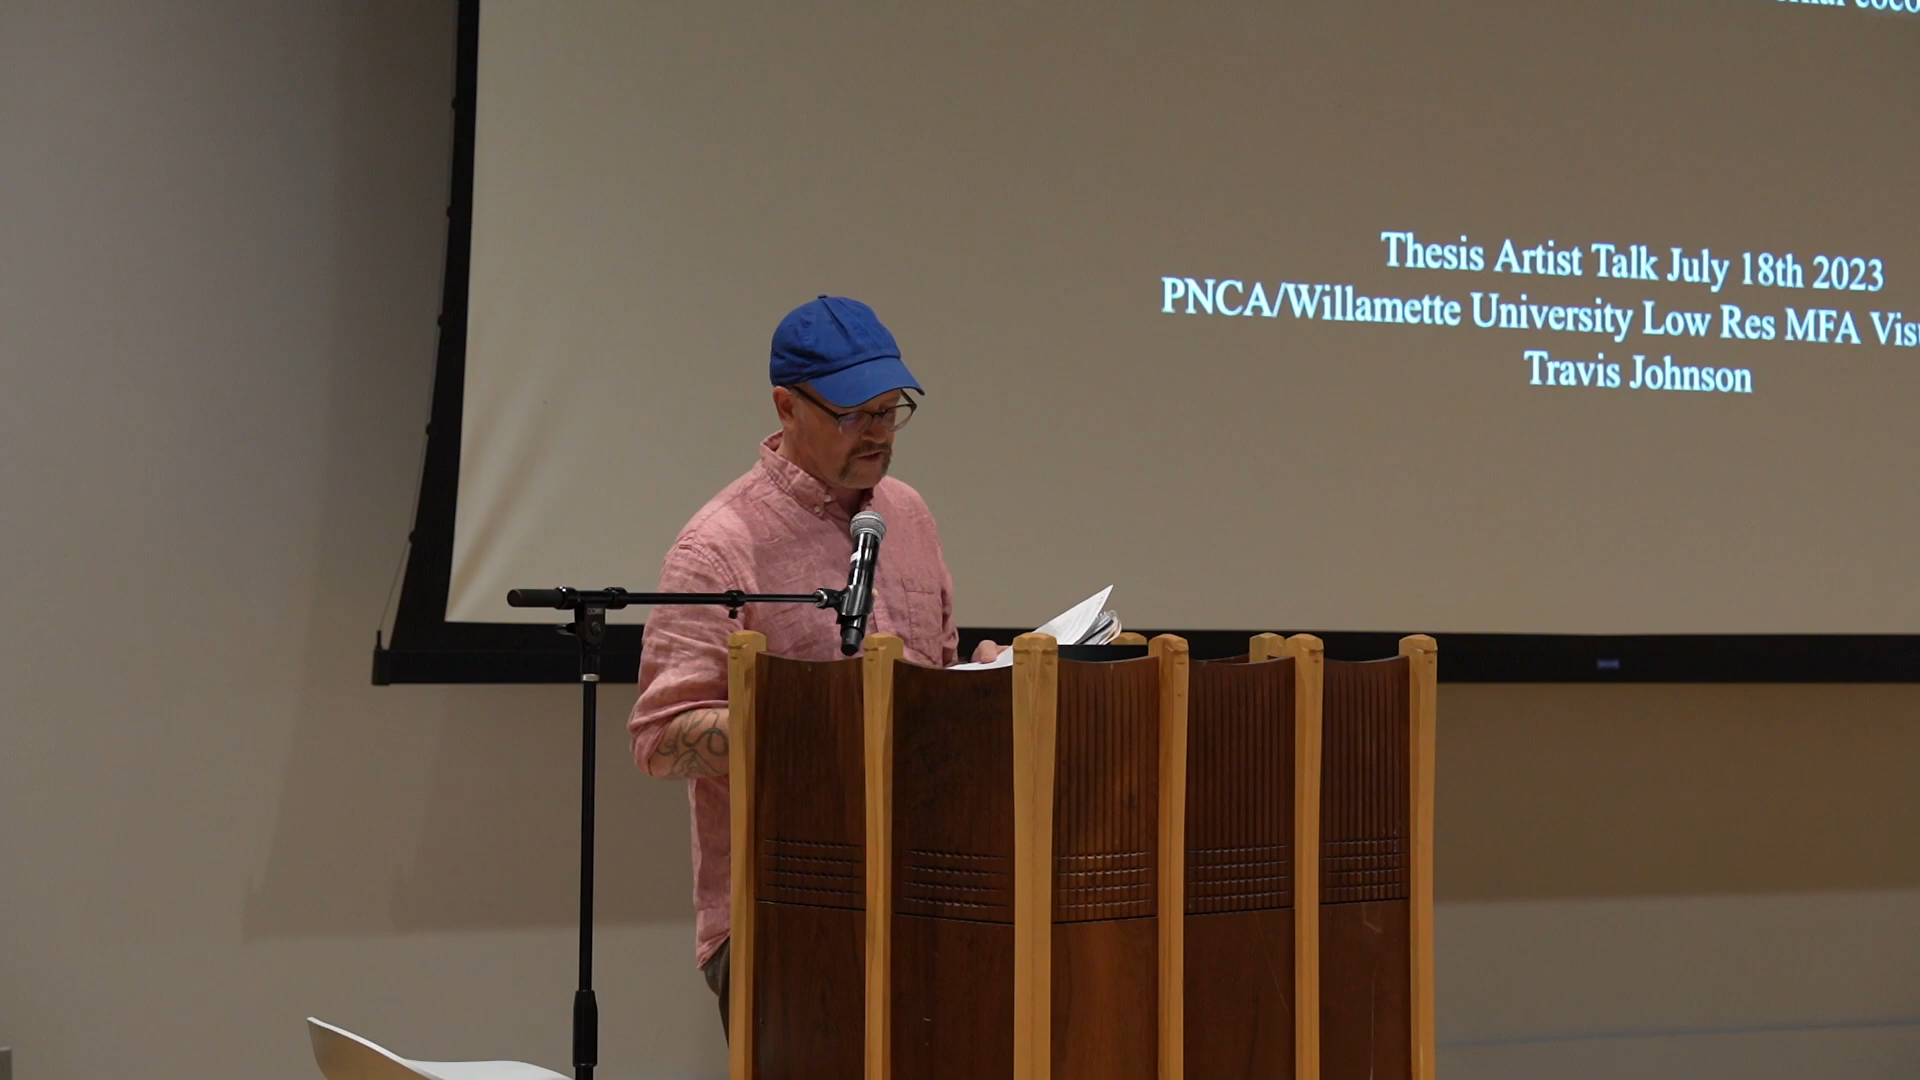 Thesis Artist Talk July 18th 2023
PNCA/Willamette University Low Res MFA
Travis Johnson